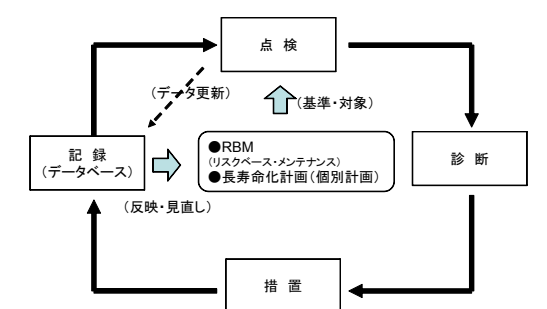 点 検
(データ更新)
(基準・対象)
記 録
(データベース)
●RBM
(リスクベース・メンテナンス)
●長寿命化計画(個別計画)
診 断
(反映・見直し)
措 置